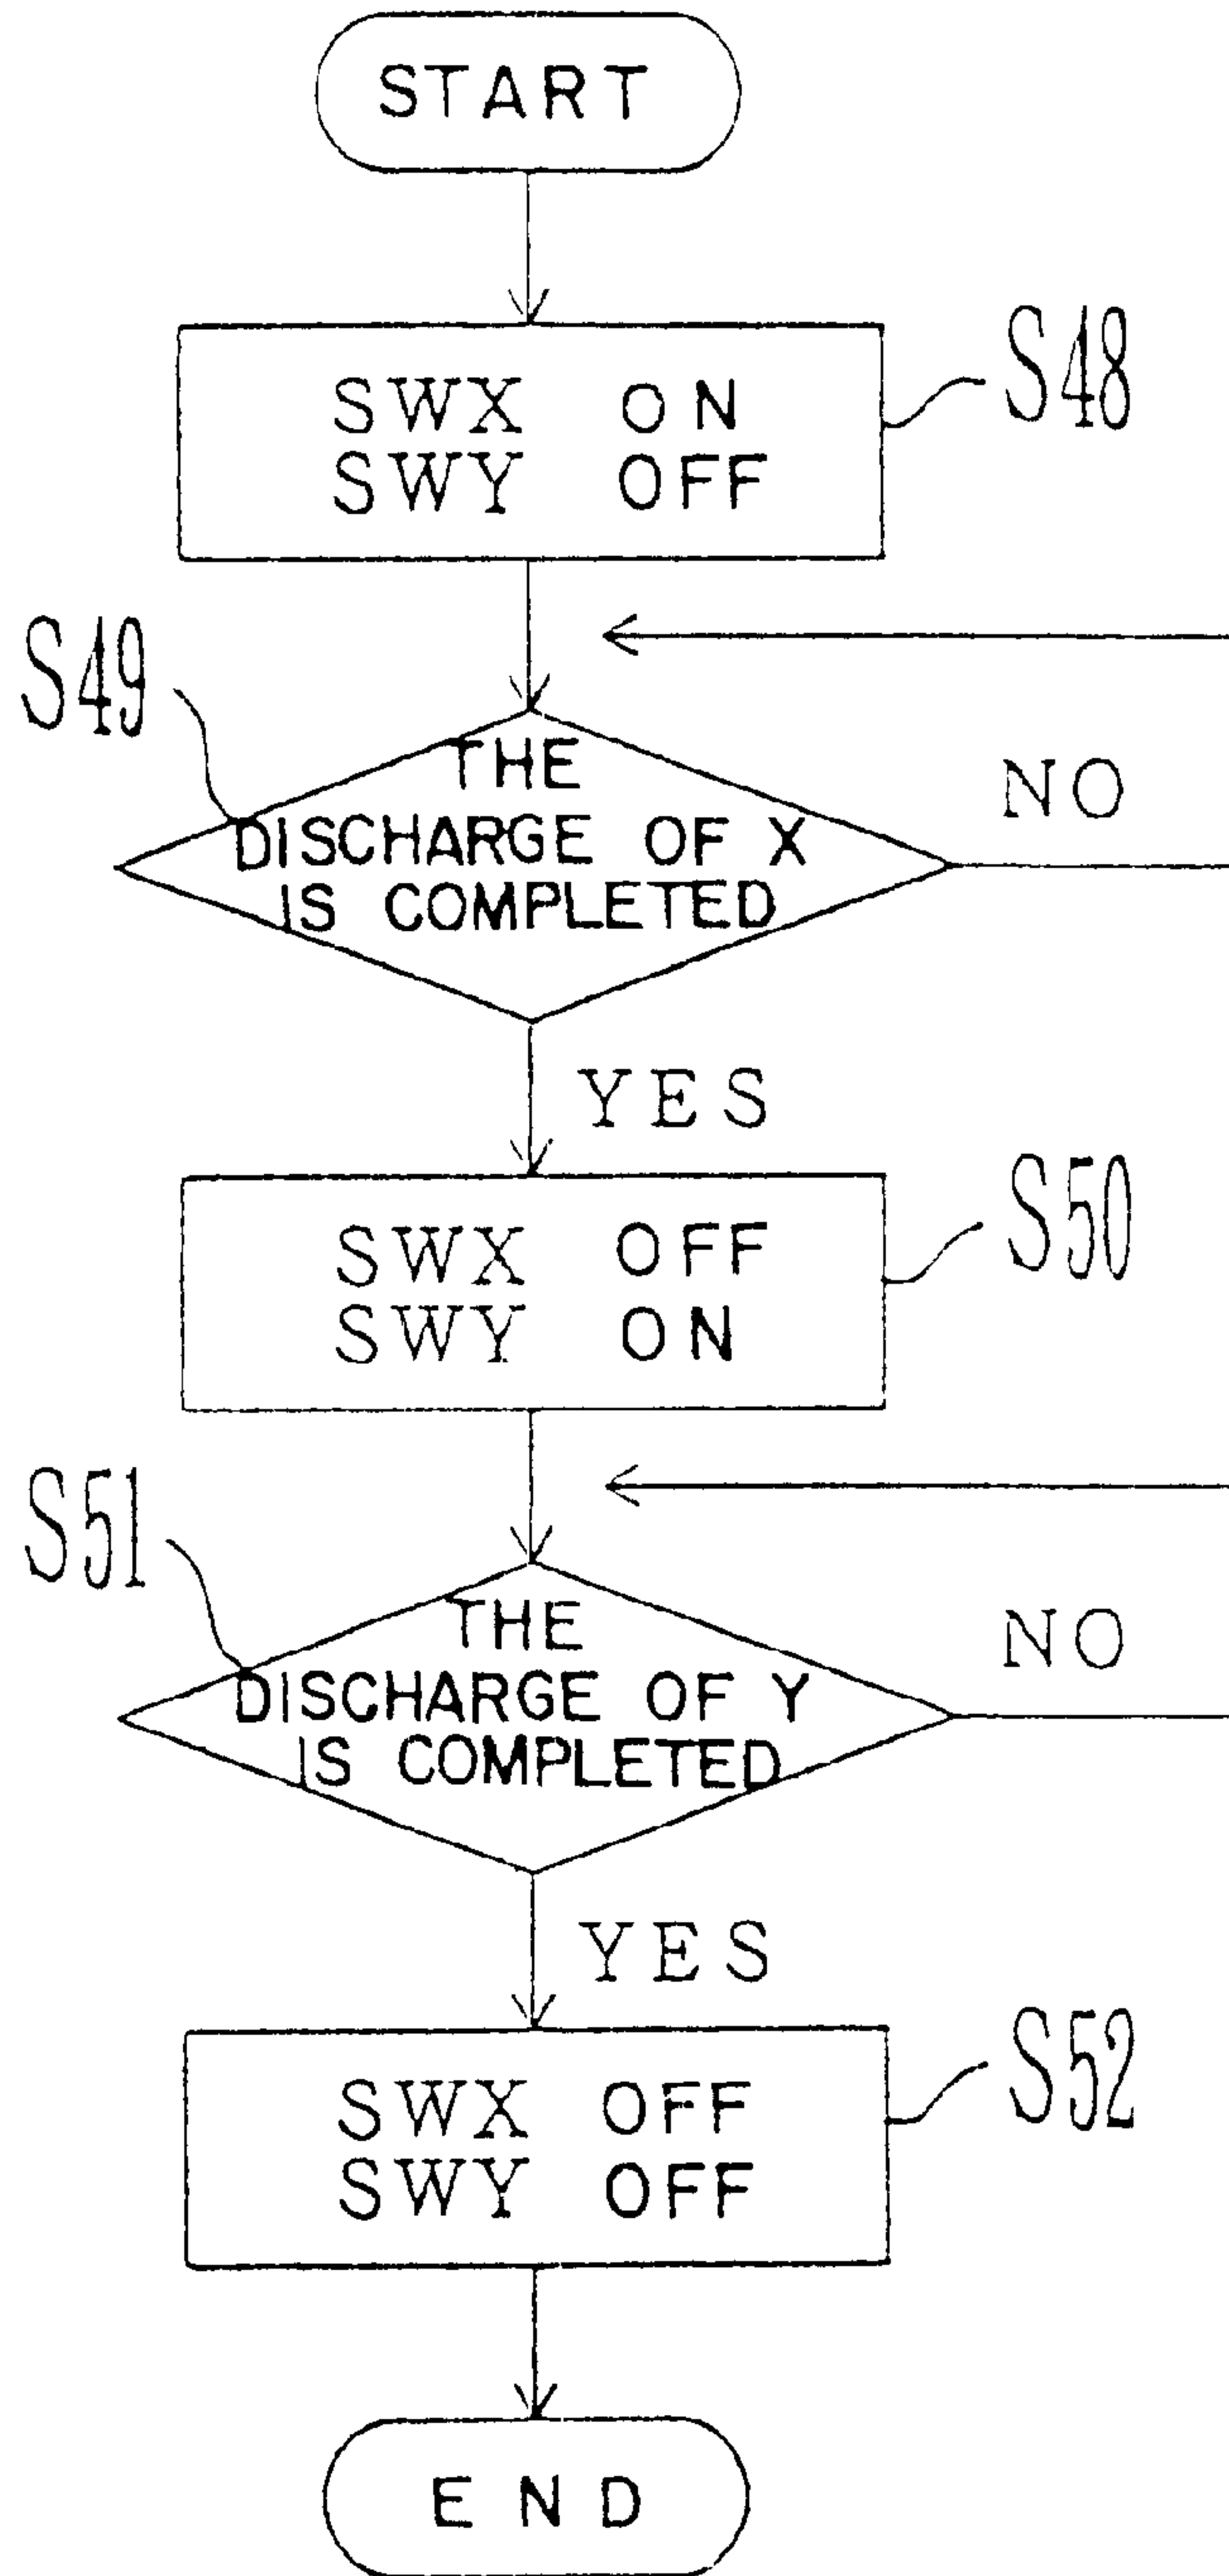 START
SWX ON
SWY OFF
S48
S49
THE
DISCHARGE OF X
IS COMPLETED
NO
YES
SWX OFF
SWY ON
S50
S51
THE
DISCHARGE OF Y
IS COMPLETED
NO
YES
SWX OFF
SWY OFF
S52
END